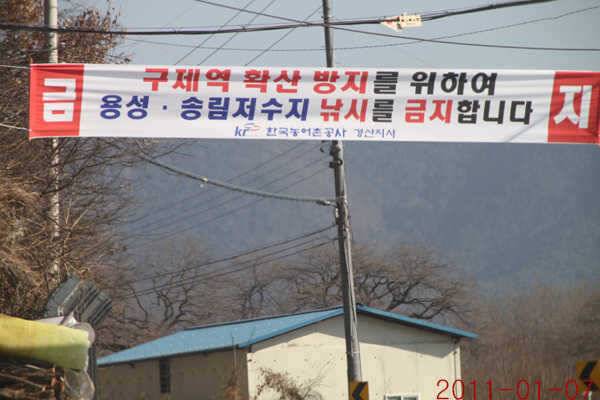 금 지
구제역 확산 방지를 위하여
용성 · 송림저수지 낚시를 금지합니다
한국농어촌공사 경산지사
2011-01-07